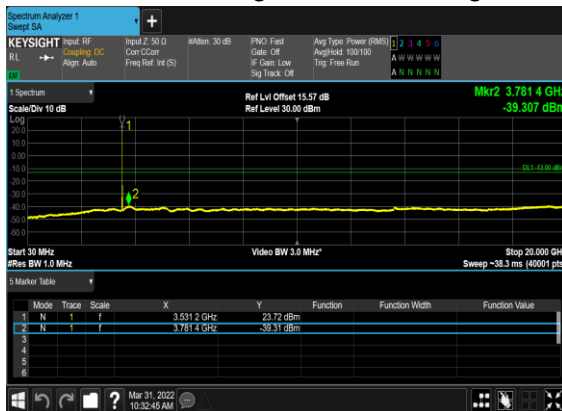 Spectrum Analyzer 1
Swept SA
+
KEYSIGHT Input: RF Input Z: 50 Ω #Atten: 30 dB PNO: Fast Avg Type: Power (RMS) 1 2 3 4 5 6
RL Coupling: DC Corr CCorr Gate: Off Avg|Hold: 100/100 A W W W W W
Align: Auto Freq Ref: Int (S) IF Gain: Low Trig: Free Run
Sig Track: Off A N N N N N
1 Spectrum Ref Lvl Offset 15.57 dB Mkr2 3.781 4 GHz
Scale/Div 10 dB Ref Level 30.00 dBm -39.307 dBm
Log
20.0 1
10.0
0.00
-10.0 DL1 -13.00 dBm
-20.0
-30.0 2
-40.0
-50.0
-60.0
Start 30 MHz Video BW 3.0 MHz* Stop 20.000 GHz
#Res BW 1.0 MHz Sweep ~38.3 ms (40001 pts)
5 Marker Table
Mode Trace Scale X Y Function Function Width Function Value
1 N 1 f 3.531 2 GHz 23.72 dBm
2 N 1 f 3.781 4 GHz -39.31 dBm
3
4
5
6
? Mar 31, 2022
10:32:45 AM